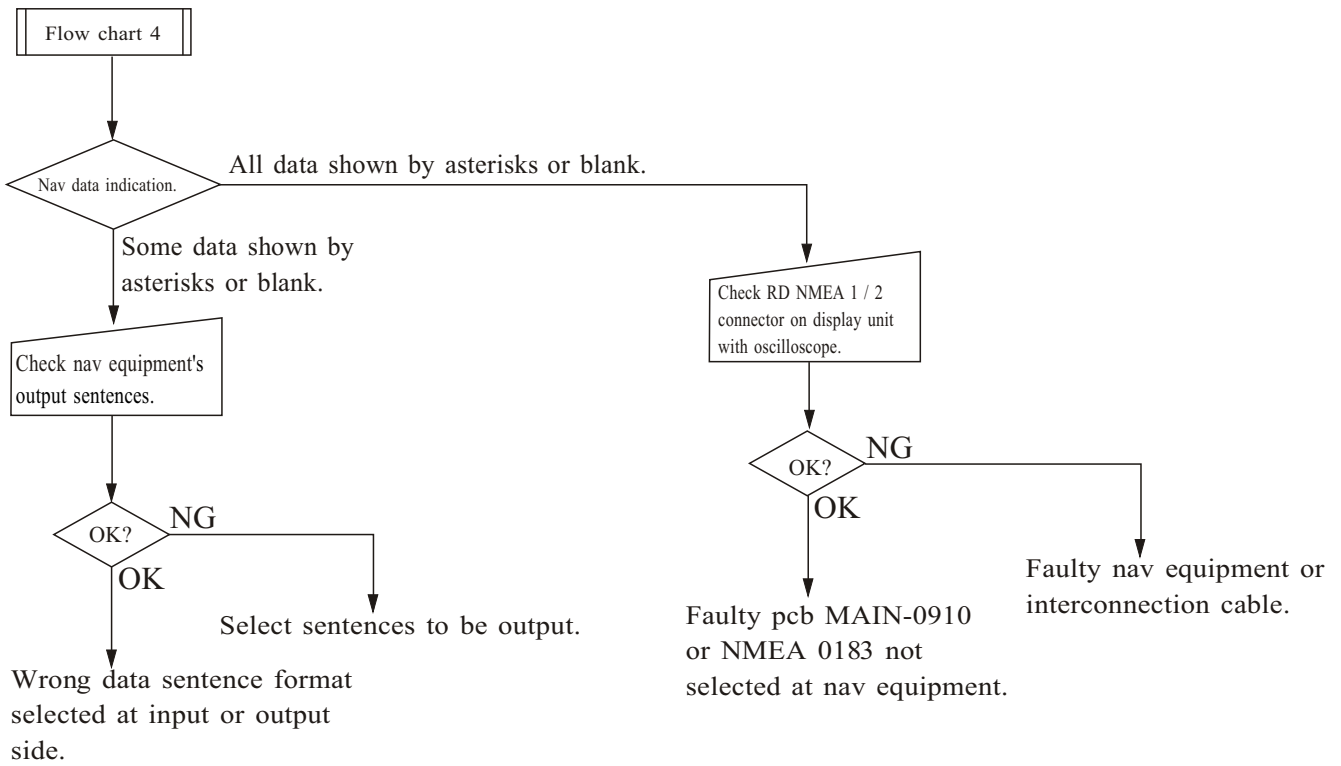 Flow chart 4
Nav data indication.
All data shown by asterisks or blank.
Some data shown by
asterisks or blank.
Check nav equipment's
output sentences.
OK?
NG
OK
Select sentences to be output.
Wrong data sentence format
selected at input or output
side.
Check RD NMEA 1 / 2
connector on display unit
with oscilloscope.
OK?
NG
OK
Faulty pcb MAIN-0910
or NMEA 0183 not
selected at nav equipment.
Faulty nav equipment or
interconnection cable.